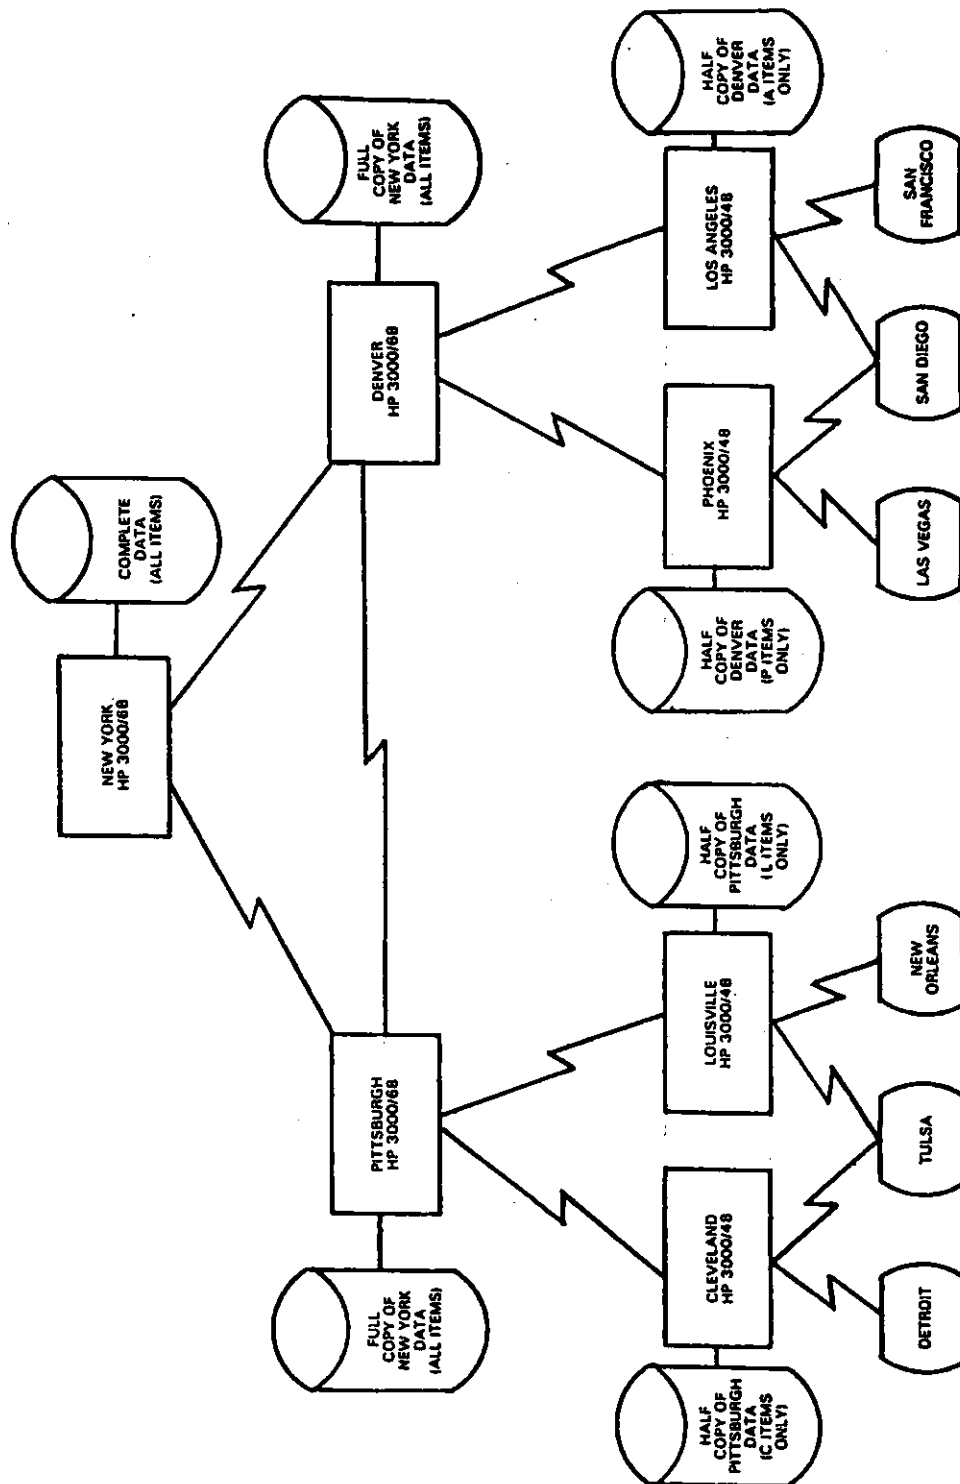 NEW YORK
HP 3000/68
COMPLETE
DATA
(ALL ITEMS)
FULL
COPY OF
NEW YORK
DATA
(ALL ITEMS)
PITTSBURGH
HP 3000/68
DENVER
HP 3000/68
FULL
COPY OF
NEW YORK
DATA
(ALL ITEMS)
HALF
COPY OF
PITTSBURGH
DATA
(C ITEMS
ONLY)
CLEVELAND
HP 3000/48
LOUISVILLE
HP 3000/48
HALF
COPY OF
PITTSBURGH
DATA
(L ITEMS
ONLY)
HALF
COPY OF
DENVER
DATA
(P ITEMS
ONLY)
PHOENIX
HP 3000/48
LOS ANGELES
HP 3000/48
HALF
COPY OF
DENVER
DATA
(A ITEMS
ONLY)
DETROIT
TULSA
NEW
ORLEANS
LAS VEGAS
SAN DIEGO
SAN
FRANCISCO